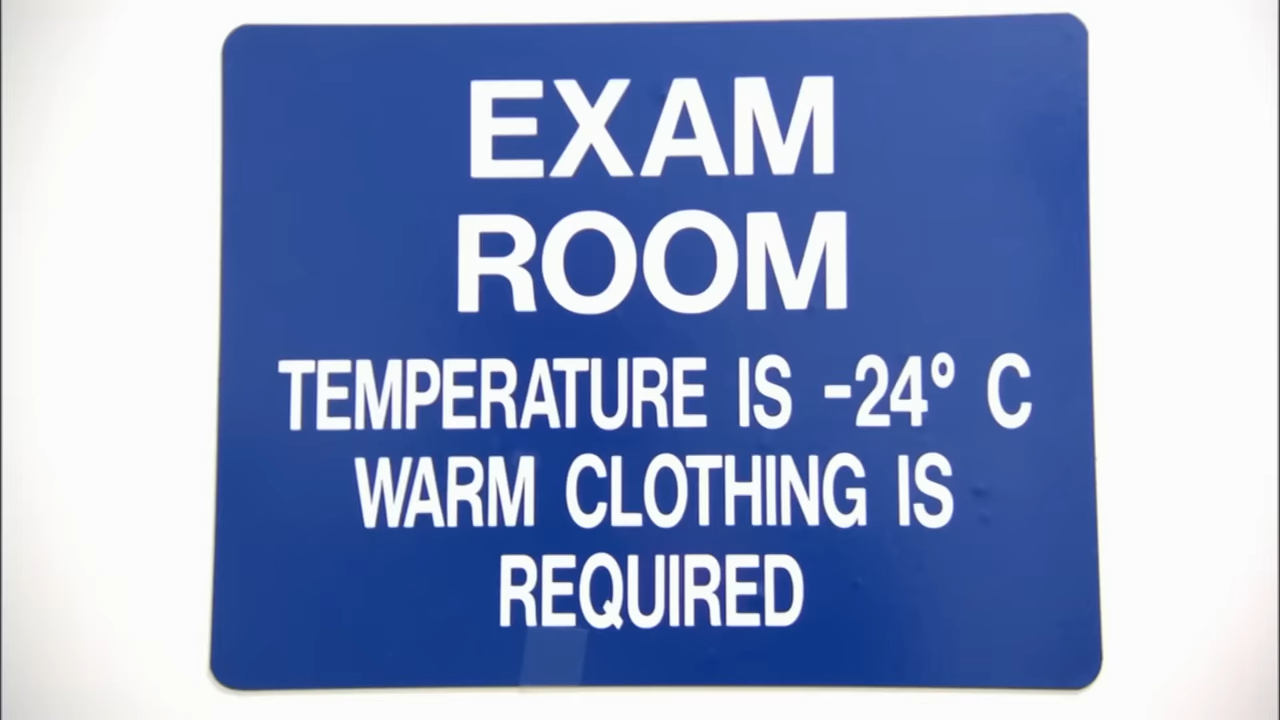 EXAM
ROOM
TEMPERATURE IS -24° C
WARM CLOTHING IS
REQUIRED